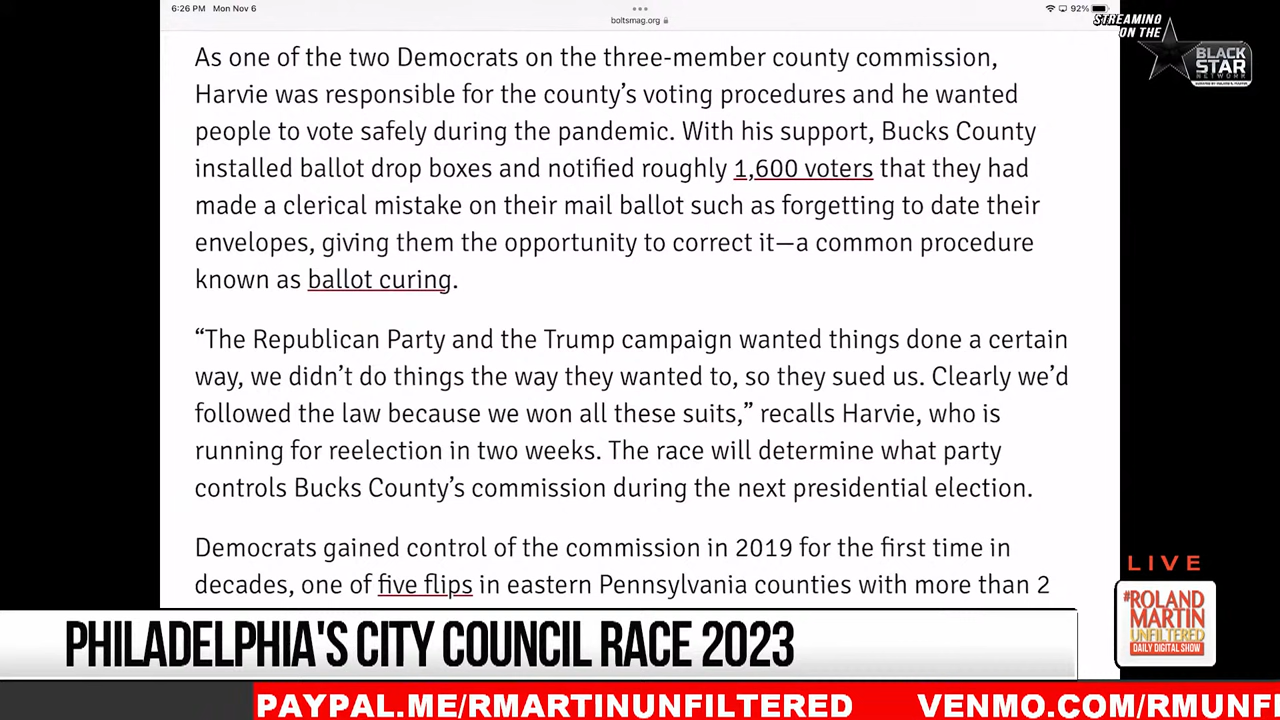 6:26 PM Mon Nov 6
boltsmag.org
92%
STREAMING
ON THE
BLACK
STAR
NETWORK
As one of the two Democrats on the three-member county commission,
Harvie was responsible for the county’s voting procedures and he wanted
people to vote safely during the pandemic. With his support, Bucks County
installed ballot drop boxes and notified roughly 1,600 voters that they had
made a clerical mistake on their mail ballot such as forgetting to date their
envelopes, giving them the opportunity to correct it—a common procedure
known as ballot curing.
“The Republican Party and the Trump campaign wanted things done a certain
way, we didn’t do things the way they wanted to, so they sued us. Clearly we’d
followed the law because we won all these suits,” recalls Harvie, who is
running for reelection in two weeks. The race will determine what party
controls Bucks County’s commission during the next presidential election.
Democrats gained control of the commission in 2019 for the first time in
decades, one of five flips in eastern Pennsylvania counties with more than 2
LIVE
#ROLAND
MARTIN
UNFILTERED
DAILY DIGITAL SHOW
PHILADELPHIA'S CITY COUNCIL RACE 2023
PAYPAL.ME/RMARTINUNFILTERED VENMO.COM/RMUNF